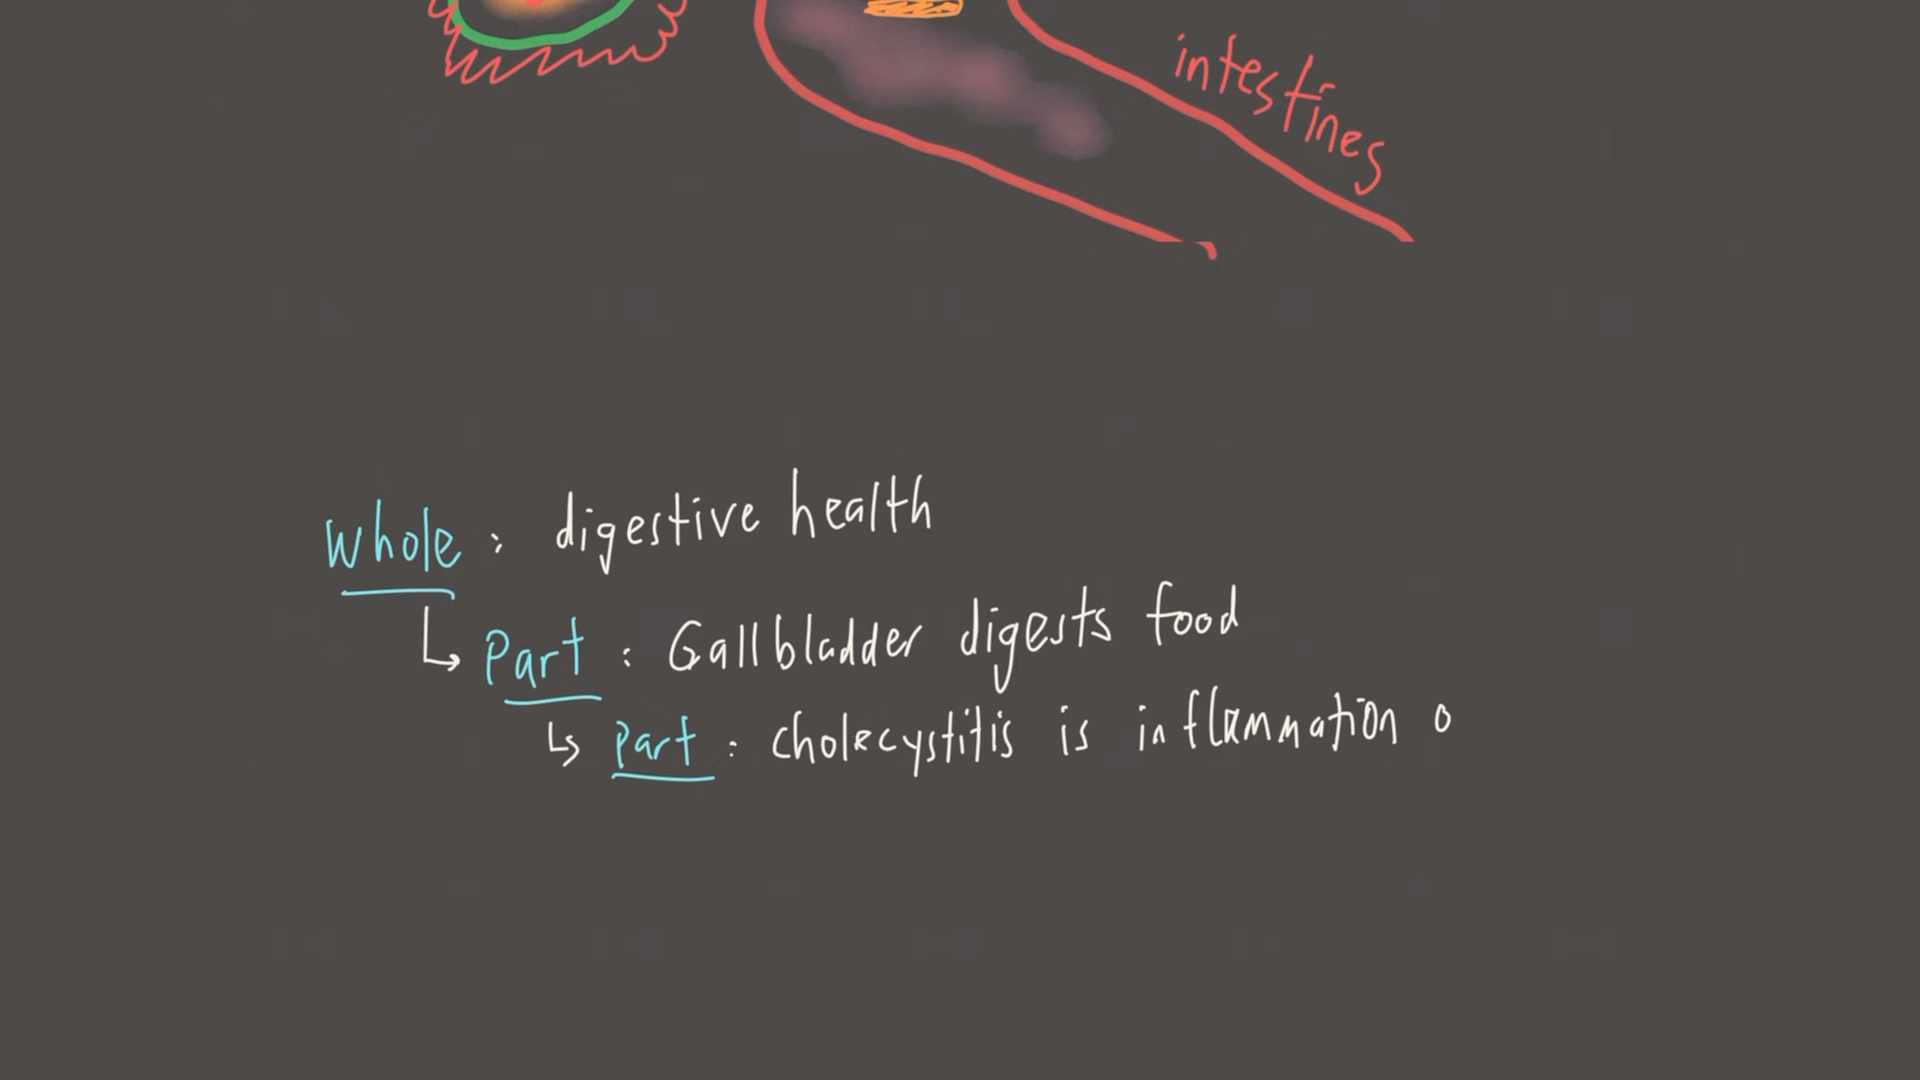 intestines
Whole: digestive health
↳ Part: Gallbladder digests food
↳ Part: cholecystitis is inflammation o